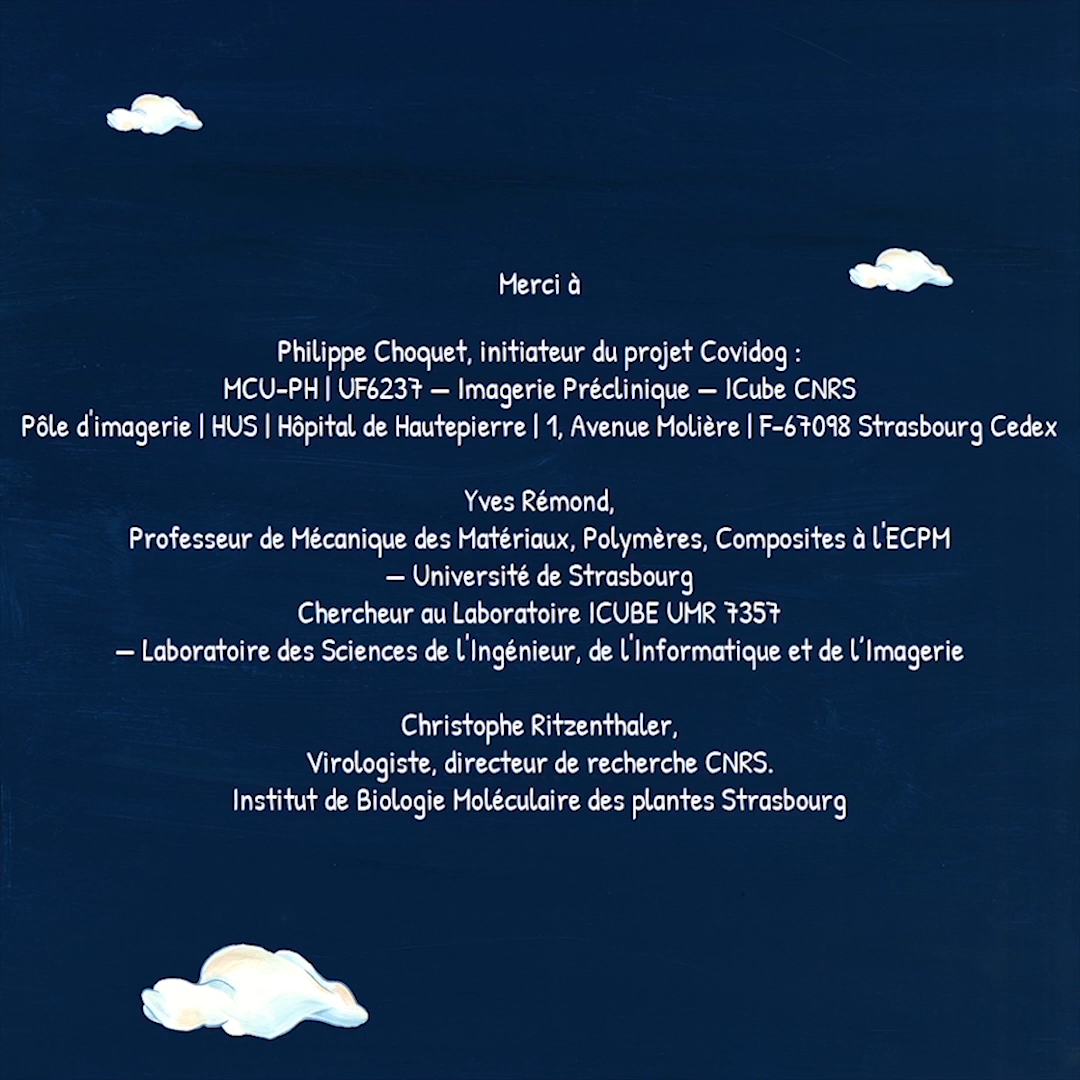 Merci à
Philippe Choquet, initiateur du projet Covidog :
MCU-PH | UF6237 — Imagerie Préclinique — ICube CNRS
Pôle d'imagerie | HUS | Hôpital de Hautepierre | 1, Avenue Molière | F-67098 Strasbourg Cedex
Yves Rémond,
Professeur de Mécanique des Matériaux, Polymères, Composites à l'ECPM
— Université de Strasbourg
Chercheur au Laboratoire ICUBE UMR 7357
— Laboratoire des Sciences de l'Ingénieur, de l'Informatique et de l’Imagerie
Christophe Ritzenthaler,
Virologiste, directeur de recherche CNRS.
Institut de Biologie Moléculaire des plantes Strasbourg